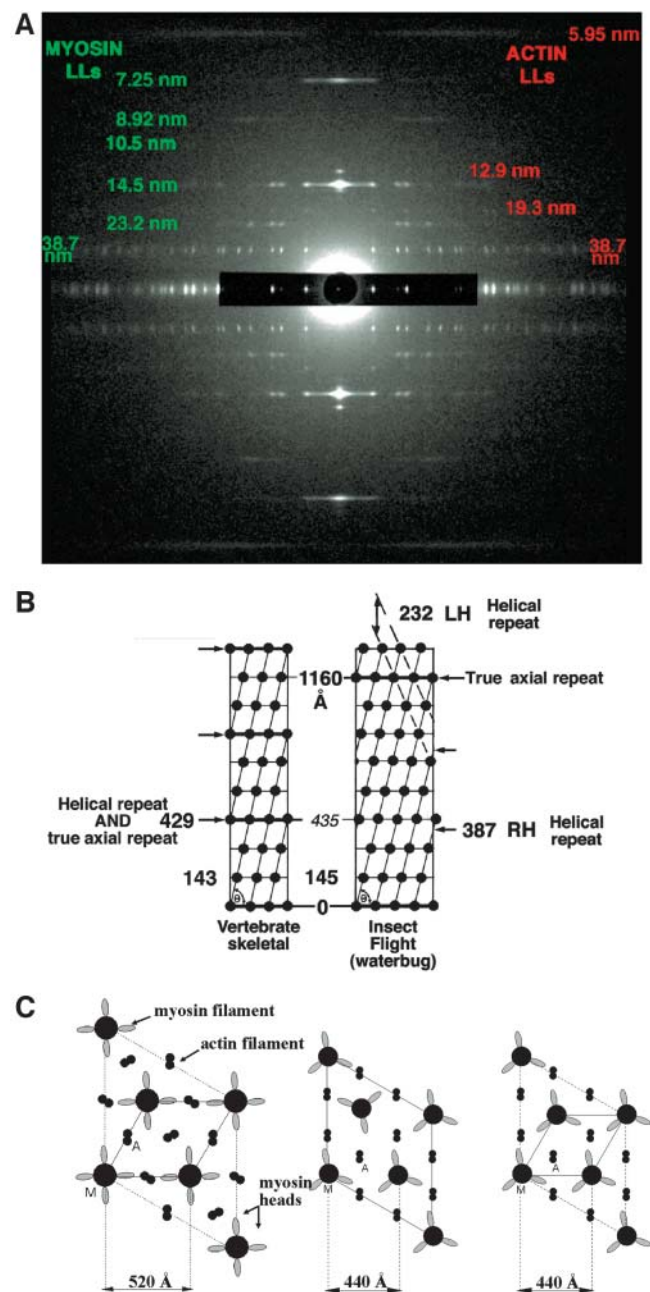 A
MYOSIN
LLs
ACTIN
LLs
5.95 nm
7.25 nm
8.92 nm
10.5 nm
12.9 nm
14.5 nm
19.3 nm
23.2 nm
38.7
nm
38.7
nm
B
232 LH Helical
repeat
1160
Å
True axial repeat
Helical repeat
AND
true axial repeat
429
435
387 RH Helical
repeat
143
145
θ
θ
0
Vertebrate
skeletal
Insect
Flight
(waterbug)
C
myosin filament
actin filament
A
M
myosin
heads
A
M
A
M
520 Å
440 Å
440 Å